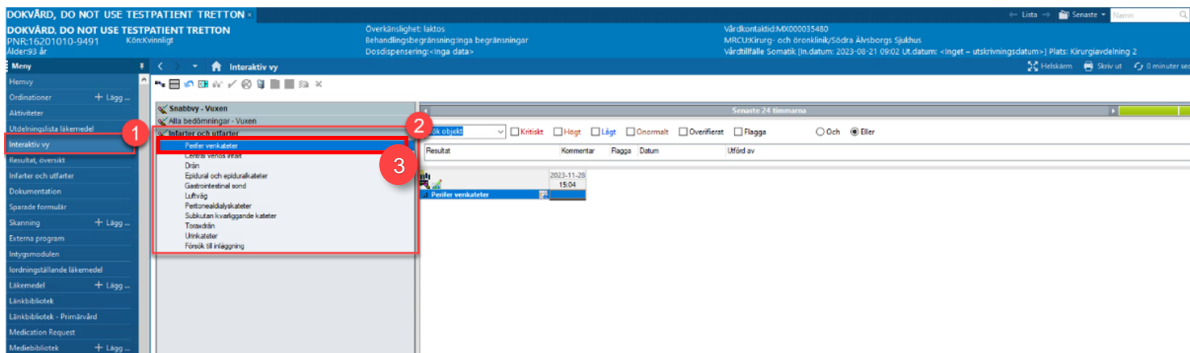 DOKVÅRD, DO NOT USE TESTPATIENT TRETTON ×
← Lista → Senaste Namn
DOKVÅRD, DO NOT USE TESTPATIENT TRETTON
PNR:16201010-9491 Kön:Kvinnligt
Ålder:93 år
Överkänslighet: laktos
Behandlingsbegränsning:Inga begränsningar
Dosdispensering:<Inga data>
Vårdkontaktid:MX000035480
MRCU:Kirurg- och öronklinik/Södra Älvsborgs Sjukhus
Vårdtillfälle Somatik [In.datum: 2023-08-21 09:02 Ut.datum: <Inget – utskrivningsdatum>] Plats: Kirurgiavdelning 2
Meny
Interaktiv vy
Helskärm Skriv ut 0 minuter sed
Hemvy
Ordinationer + Lägg ...
Aktiviteter
Utdelningslista läkemedel
Interaktiv vy
Resultat, översikt
Infarter och utfarter
Dokumentation
Sparade formulär
Skanning + Lägg ...
Externa program
Intygsmodulen
Iordningställande läkemedel
Läkemedel + Lägg ...
Länkbibliotek
Länkbibliotek - Primärvård
Medication Request
Mediebibliotek + Lägg ...
1
Snabbvy - Vuxen
Alla bedömningar - Vuxen
Infarter och utfarter
Perifer venkateter
Central venös infart
Drän
Epidural och epiduralkateter
Gastrointestinal sond
Luftväg
Peritonealdialyskateter
Subkutan kvarliggande kateter
Toraxdrän
Urinkateter
Försök till inläggning
2
3
Senaste 24 timmarna
Sök objekt Kritiskt Högt Lågt Onormalt Overifierat Flagga Och Eller
Resultat Kommentar Flagga Datum Utförd av
2023-11-28
15:04
Perifer venkateter